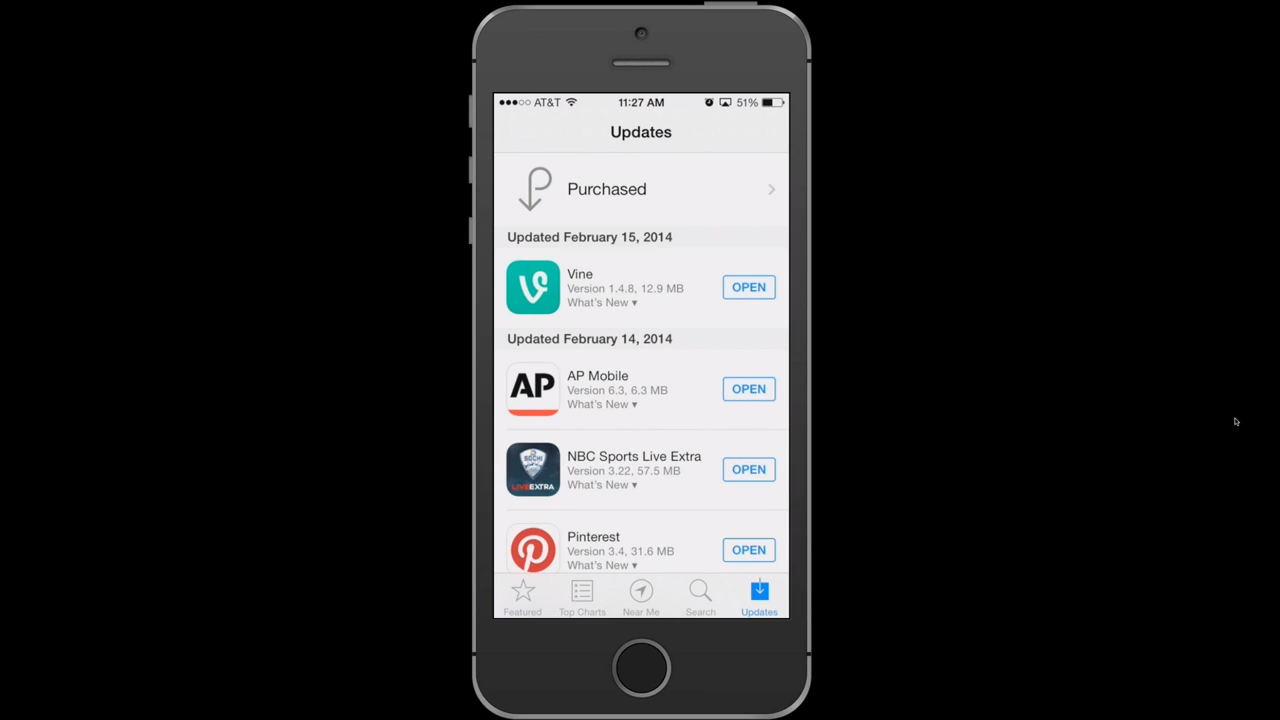 AT&T 11:27 AM 51%
Updates
Purchased
Updated February 15, 2014
Vine
Version 1.4.8, 12.9 MB
What's New ▾
OPEN
Updated February 14, 2014
AP
AP Mobile
Version 6.3, 6.3 MB
What's New ▾
OPEN
SOCHI
LIVE EXTRA
NBC Sports Live Extra
Version 3.22, 57.5 MB
What's New ▾
OPEN
Pinterest
Version 3.4, 31.6 MB
What's New ▾
OPEN
Featured Top Charts Near Me Search Updates